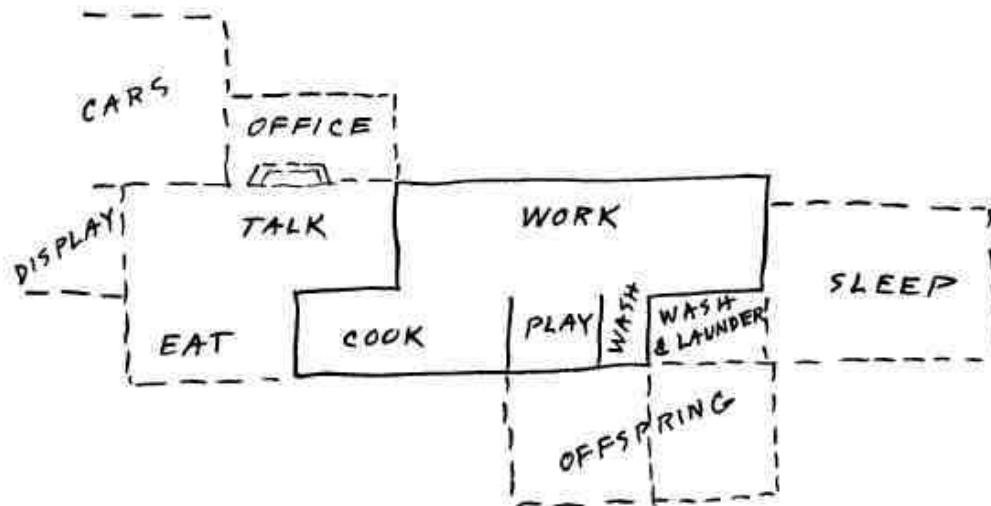 CARS
OFFICE
DISPLAY
TALK
WORK
SLEEP
EAT
COOK
PLAY
WASH
WASH
& LAUNDER
OFFSPRING